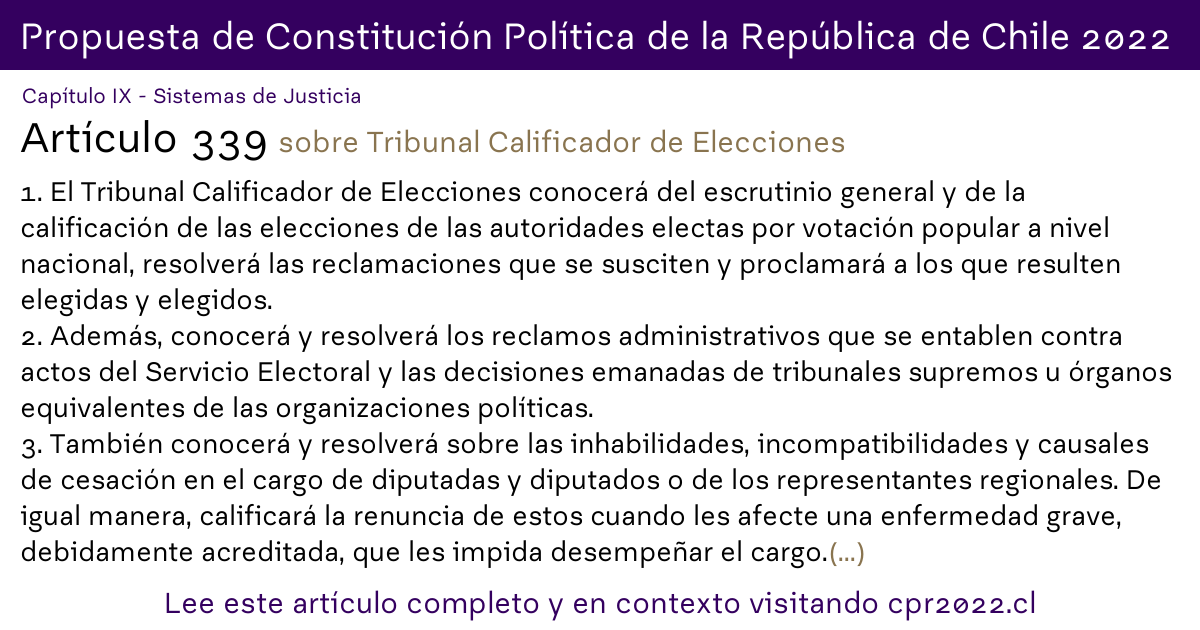 Propuesta de Constitución Política de la República de Chile 2022
Capítulo IX - Sistemas de Justicia
Artículo 339 sobre Tribunal Calificador de Elecciones
1. El Tribunal Calificador de Elecciones conocerá del escrutinio general y de la
calificación de las elecciones de las autoridades electas por votación popular a nivel
nacional, resolverá las reclamaciones que se susciten y proclamará a los que resulten
elegidas y elegidos.
2. Además, conocerá y resolverá los reclamos administrativos que se entablen contra
actos del Servicio Electoral y las decisiones emanadas de tribunales supremos u órganos
equivalentes de las organizaciones políticas.
3. También conocerá y resolverá sobre las inhabilidades, incompatibilidades y causales
de cesación en el cargo de diputadas y diputados o de los representantes regionales. De
igual manera, calificará la renuncia de estos cuando les afecte una enfermedad grave,
debidamente acreditada, que les impida desempeñar el cargo.(...)
Lee este artículo completo y en contexto visitando cpr2022.cl